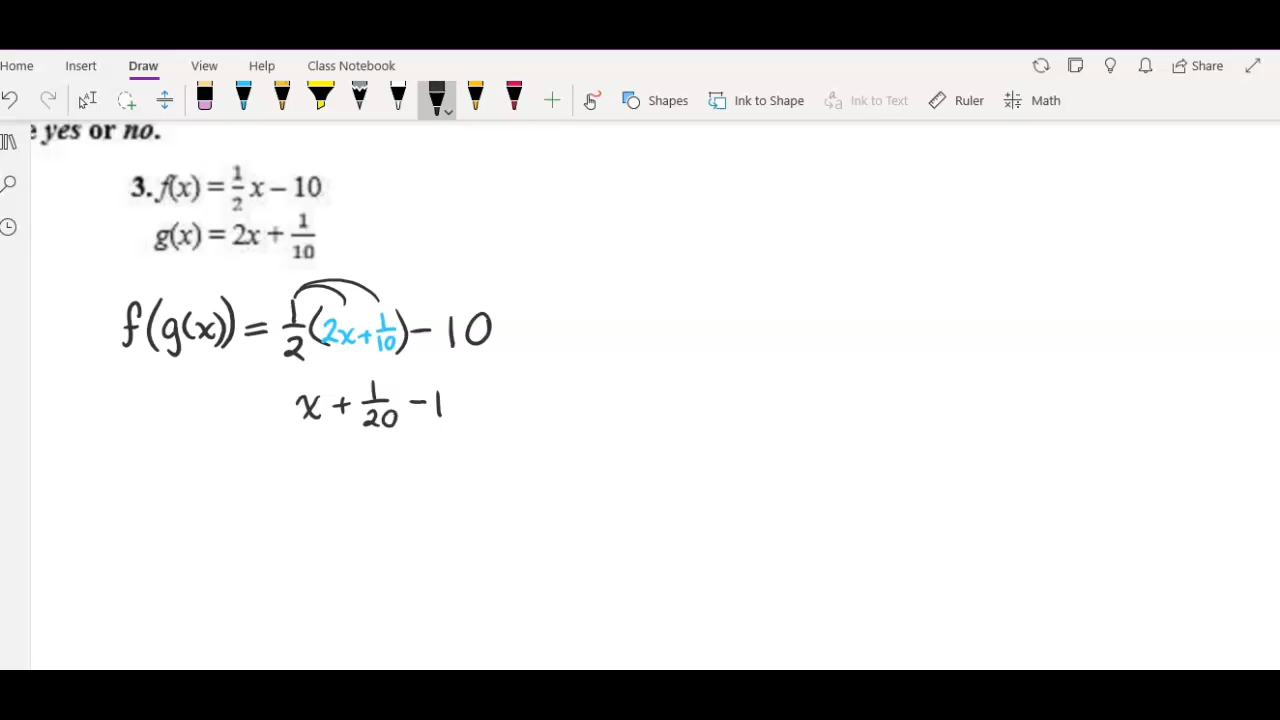 Home Insert Draw View Help Class Notebook Share
Shapes Ink to Shape Ink to Text Ruler Math
e yes or no.
3. f(x) = 1/2 x – 10
g(x) = 2x + 1/10
f(g(x)) = 1/2(2x+1/10) – 10
x + 1/20 – 1